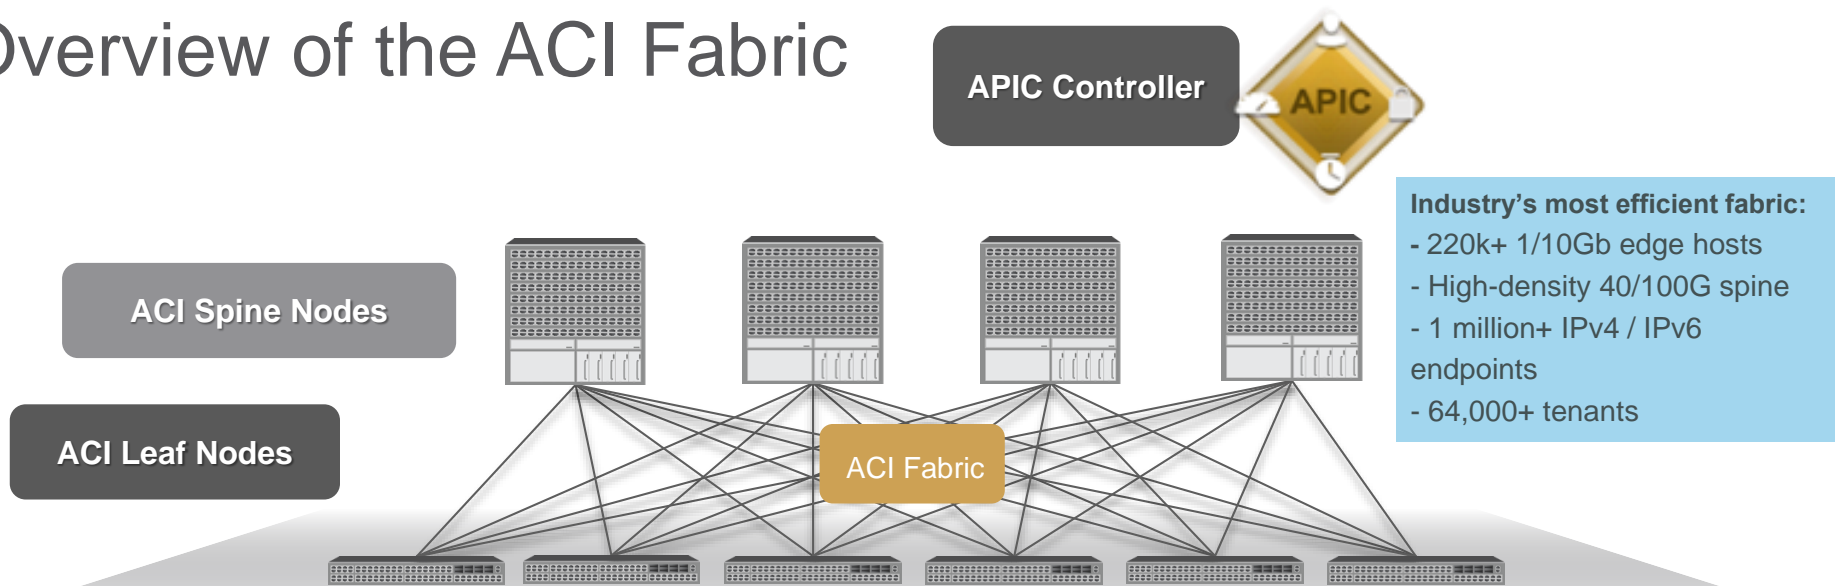 Overview of the ACI Fabric
APIC Controller
APIC
Industry's most efficient fabric:
- 220k+ 1/10Gb edge hosts
- High-density 40/100G spine
- 1 million+ IPv4 / IPv6
endpoints
- 64,000+ tenants
ACI Spine Nodes
ACI Leaf Nodes
ACI Fabric